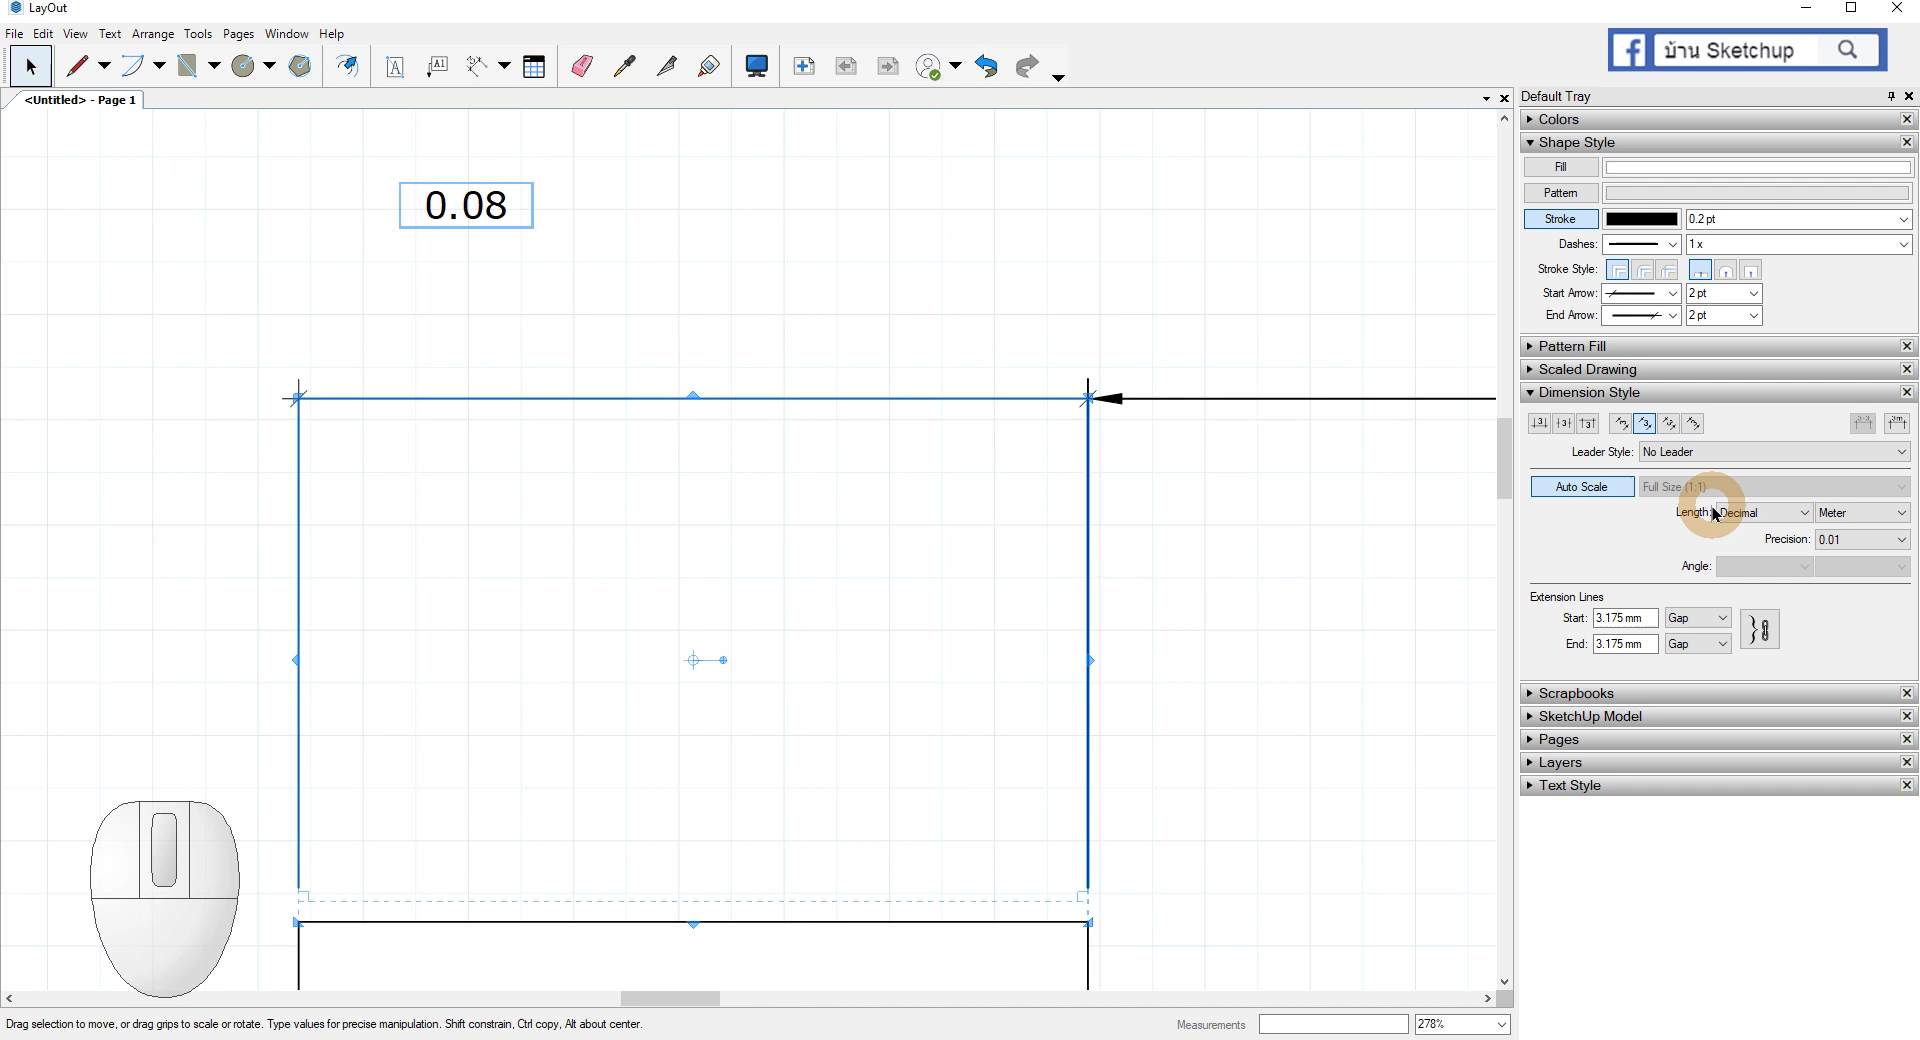 LayOut
File Edit View Text Arrange Tools Pages Window Help
บ้าน Sketchup
<Untitled> - Page 1
0.08
Default Tray
Colors
Shape Style
Fill
Pattern
Stroke 0.2 pt
Dashes: 1 x
Stroke Style:
Start Arrow: 2 pt
End Arrow: 2 pt
Pattern Fill
Scaled Drawing
Dimension Style
Leader Style: No Leader
Auto Scale Full Size (1:1)
Length: Decimal Meter
Precision: 0.01
Angle:
Extension Lines
Start: 3.175 mm Gap
End: 3.175 mm Gap
Scrapbooks
SketchUp Model
Pages
Layers
Text Style
Drag selection to move, or drag grips to scale or rotate. Type values for precise manipulation. Shift constrain, Ctrl copy, Alt about center.
Measurements 278%